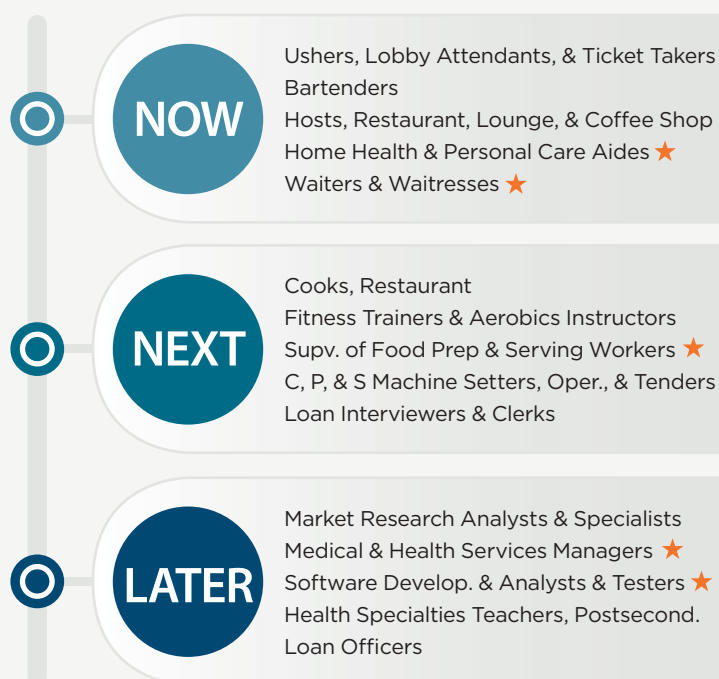 NOW
Ushers, Lobby Attendants, & Ticket Takers
Bartenders
Hosts, Restaurant, Lounge, & Coffee Shop
Home Health & Personal Care Aides ★
Waiters & Waitresses ★
NEXT
Cooks, Restaurant
Fitness Trainers & Aerobics Instructors
Supv. of Food Prep & Serving Workers ★
C, P, & S Machine Setters, Oper., & Tenders
Loan Interviewers & Clerks
LATER
Market Research Analysts & Specialists
Medical & Health Services Managers ★
Software Develop. & Analysts & Testers ★
Health Specialties Teachers, Postsecond.
Loan Officers